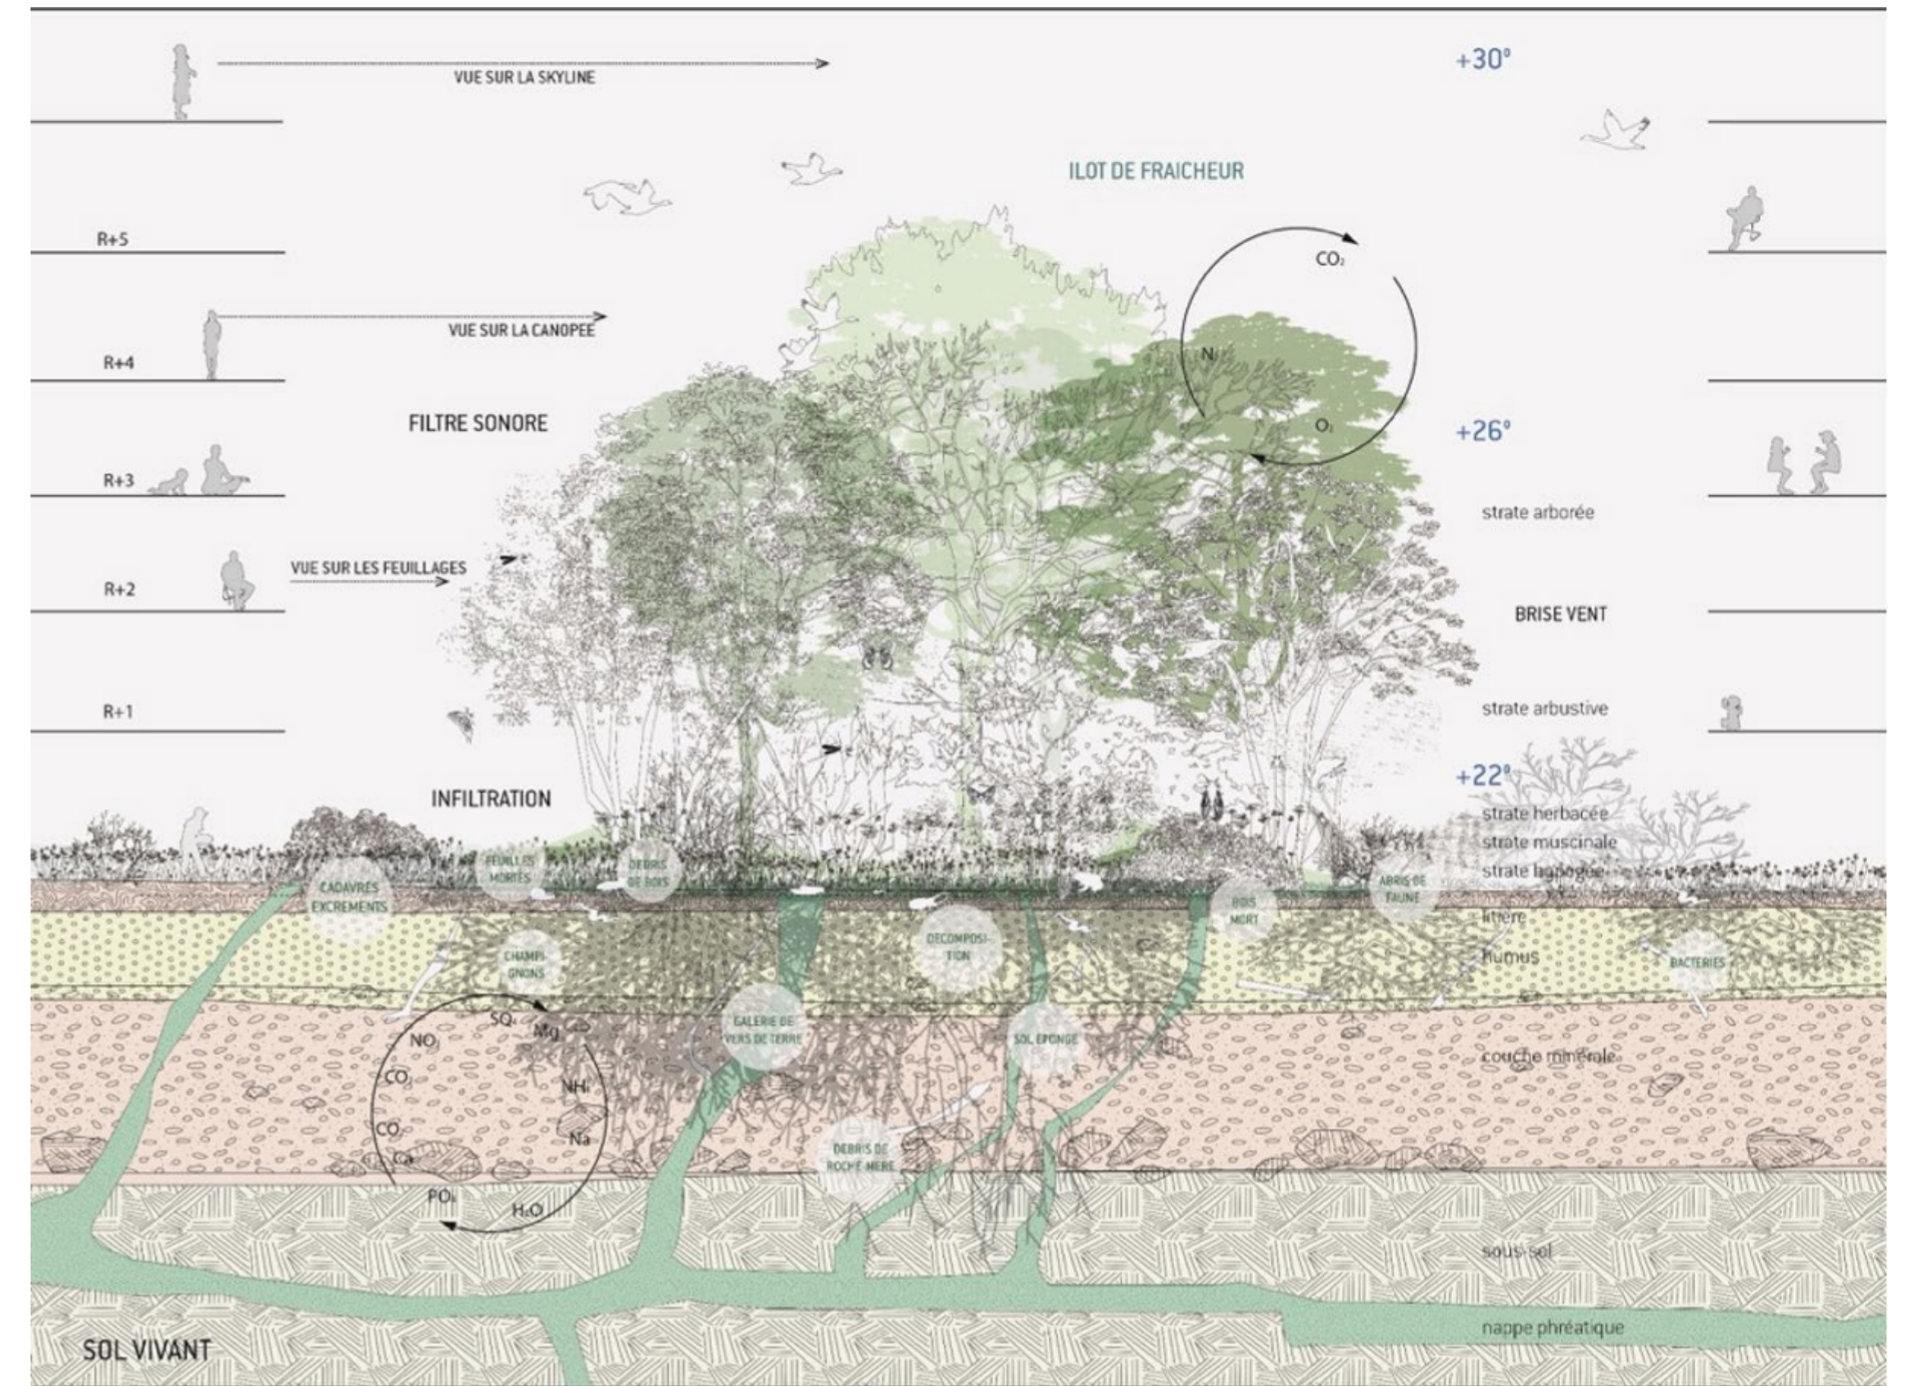 +30°
VUE SUR LA SKYLINE
ILOT DE FRAICHEUR
R+5
CO₂
VUE SUR LA CANOPEE
N
R+4
FILTRE SONORE
O₂
+26°
R+3
strate arborée
VUE SUR LES FEUILLAGES
R+2
BRISE VENT
R+1
strate arbustive
+22°
INFILTRATION
strate herbacée
strate muscinale
FEUILLES
MORTES
DEBRIS
DE BOIS
strate
CADAVRES
EXCREMENTS
ABRIS DE
FAUNE
BOIS
MORT
litière
CHAMPI-
GNONS
DECOMPOSI-
TION
humus
BACTERIES
SO₄
Mg
NO
GALERIE DE
VERS DE TERRE
SOL EPONGE
couche minérale
CO
NH
CO
Na
Ca
DEBRIS DE
ROCHE-MERE
PO
H₂O
sous-sol
nappe phréatique
SOL VIVANT